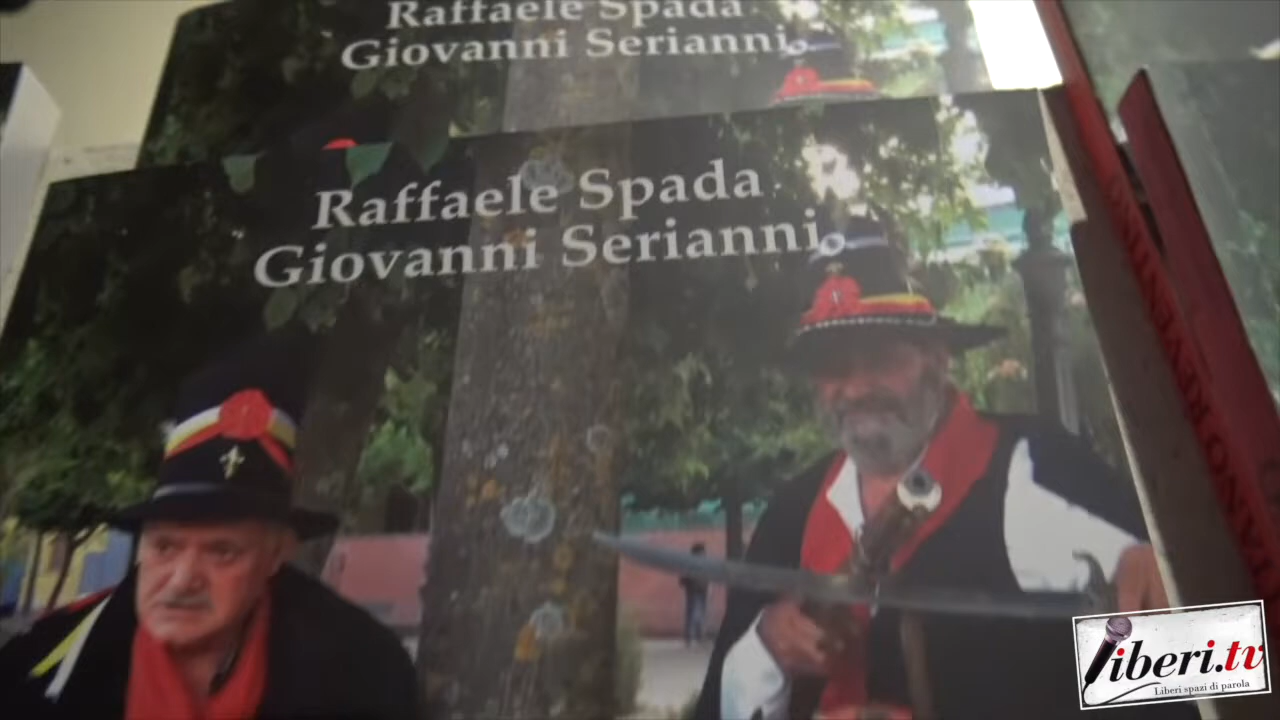 Raffaele Spada
Giovanni Serianni
Raffaele Spada
Giovanni Serianni
liberi.tv
Liberi spazi di parola